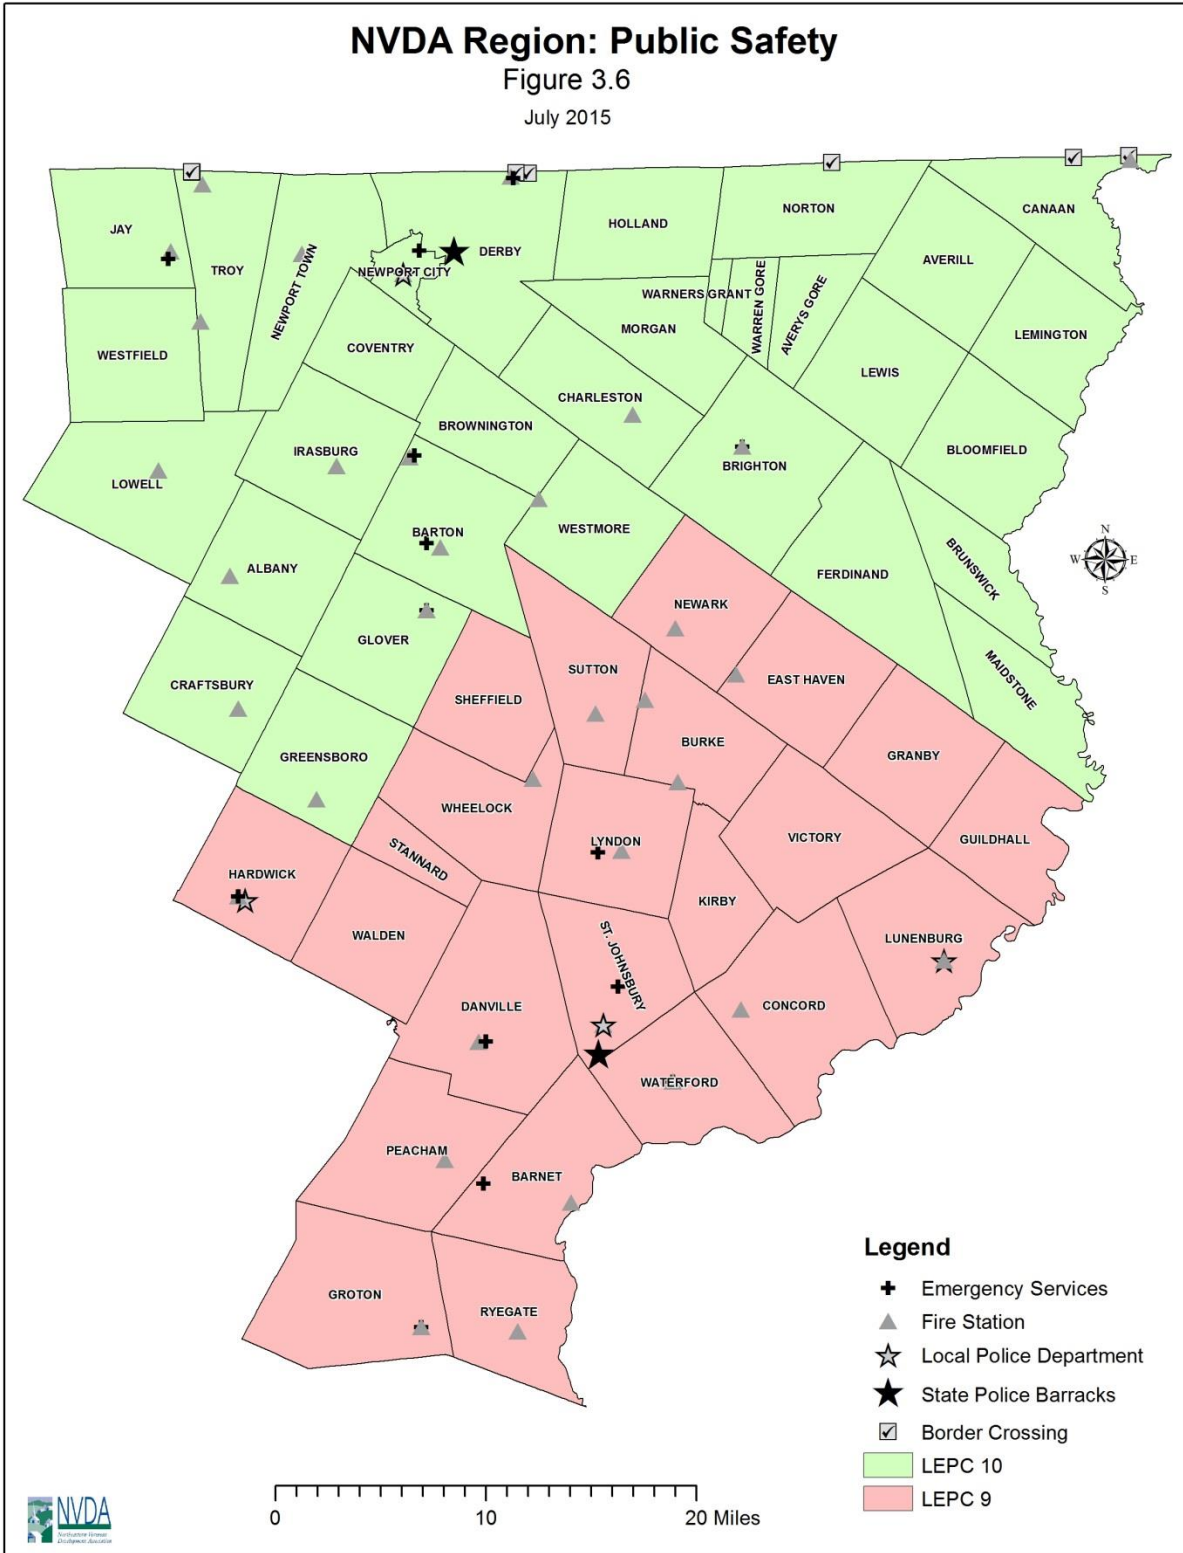 NVDA Region: Public Safety
Figure 3.6
July 2015
JAY
TROY
NEWPORT TOWN
NEWPORT CITY
DERBY
HOLLAND
NORTON
CANAAN
AVERILL
WARNERS GRANT
WARREN GORE
AVERYS GORE
MORGAN
LEMINGTON
WESTFIELD
COVENTRY
LEWIS
CHARLESTON
BROWNINGTON
BLOOMFIELD
IRASBURG
BRIGHTON
LOWELL
BARTON
WESTMORE
N
W
E
S
BRUNSWICK
ALBANY
FERDINAND
NEWARK
GLOVER
SUTTON
EAST HAVEN
MAIDSTONE
CRAFTSBURY
SHEFFIELD
BURKE
GRANBY
GREENSBORO
WHEELOCK
VICTORY
GUILDHALL
LYNDON
STANNARD
HARDWICK
KIRBY
WALDEN
LUNENBURG
ST. JOHNSBURY
DANVILLE
CONCORD
WATERFORD
PEACHAM
BARNET
GROTON
RYEGATE
Legend
Emergency Services
Fire Station
Local Police Department
State Police Barracks
Border Crossing
LEPC 10
LEPC 9
NVDA
Northeastern Vermont
Development Association
0
10
20 Miles